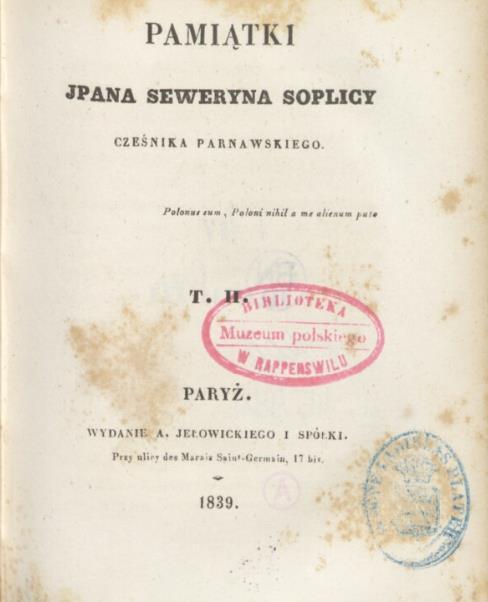 PAMIĄTKI
JPANA SEWERYNA SOPLICY
CZEŚNIKA PARNAWSKIEGO.
Polonus sum, Poloni nihil a me alienum puto
T. II.
BIBLIOTEKA
Muzeum polskiego
W RAPPERSWILU
PARYŻ.
WYDANIE A. JEŁOWICKIEGO I SPÓŁKI.
Przy ulicy des Marais Saint-Germain, 17 bis.
1839.
A